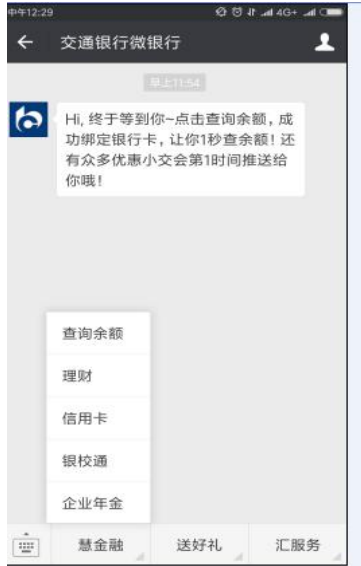 中午12:29
4G+
交通银行微银行
早上11:54
Hi, 终于等到你~点击查询余额，成
功绑定银行卡，让你1秒查余额！还
有众多优惠小交会第1时间推送给
你哦！
查询余额
理财
信用卡
银校通
企业年金
慧金融
送好礼
汇服务